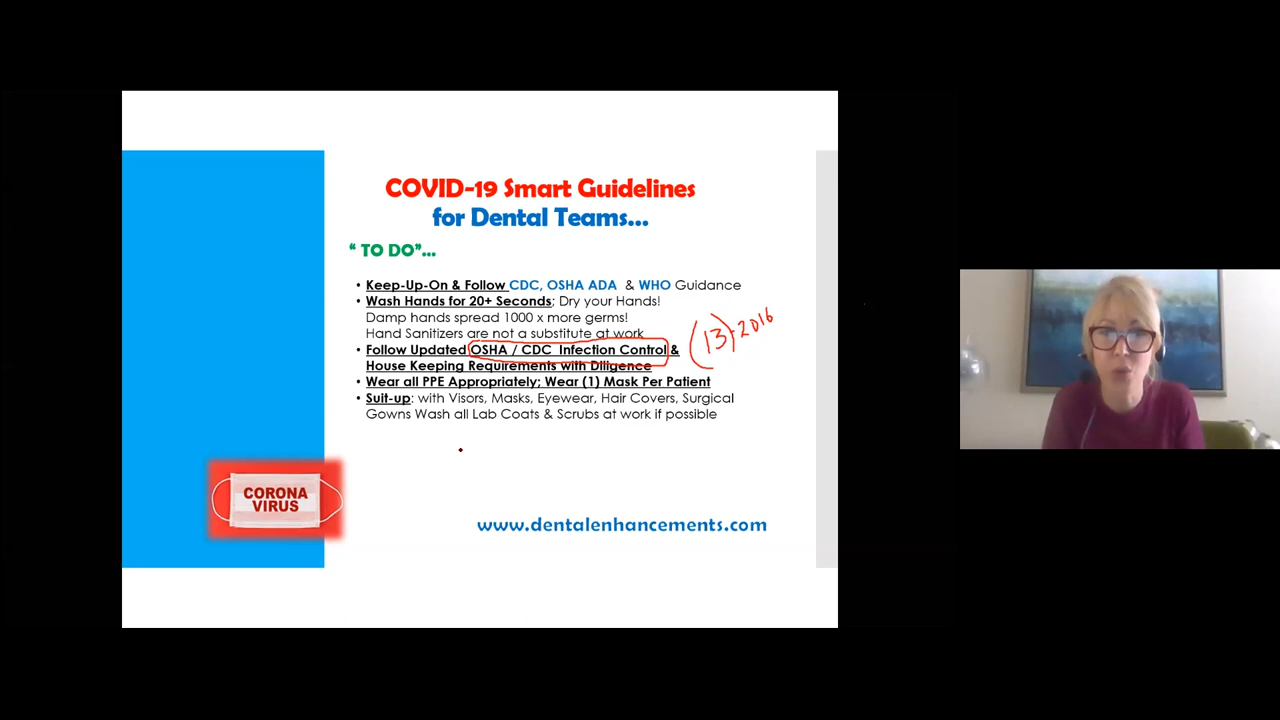 COVID-19 Smart Guidelines
for Dental Teams...
“ TO DO”...
• Keep-Up-On & Follow CDC, OSHA ADA & WHO Guidance
• Wash Hands for 20+ Seconds; Dry your Hands!
Damp hands spread 1000 x more germs!
Hand Sanitizers are not a substitute at work
• Follow Updated OSHA / CDC Infection Control &
House Keeping Requirements with Diligence
(13)-2016
• Wear all PPE Appropriately; Wear (1) Mask Per Patient
• Suit-up: with Visors, Masks, Eyewear, Hair Covers, Surgical
Gowns Wash all Lab Coats & Scrubs at work if possible
CORONA
VIRUS
www.dentalenhancements.com